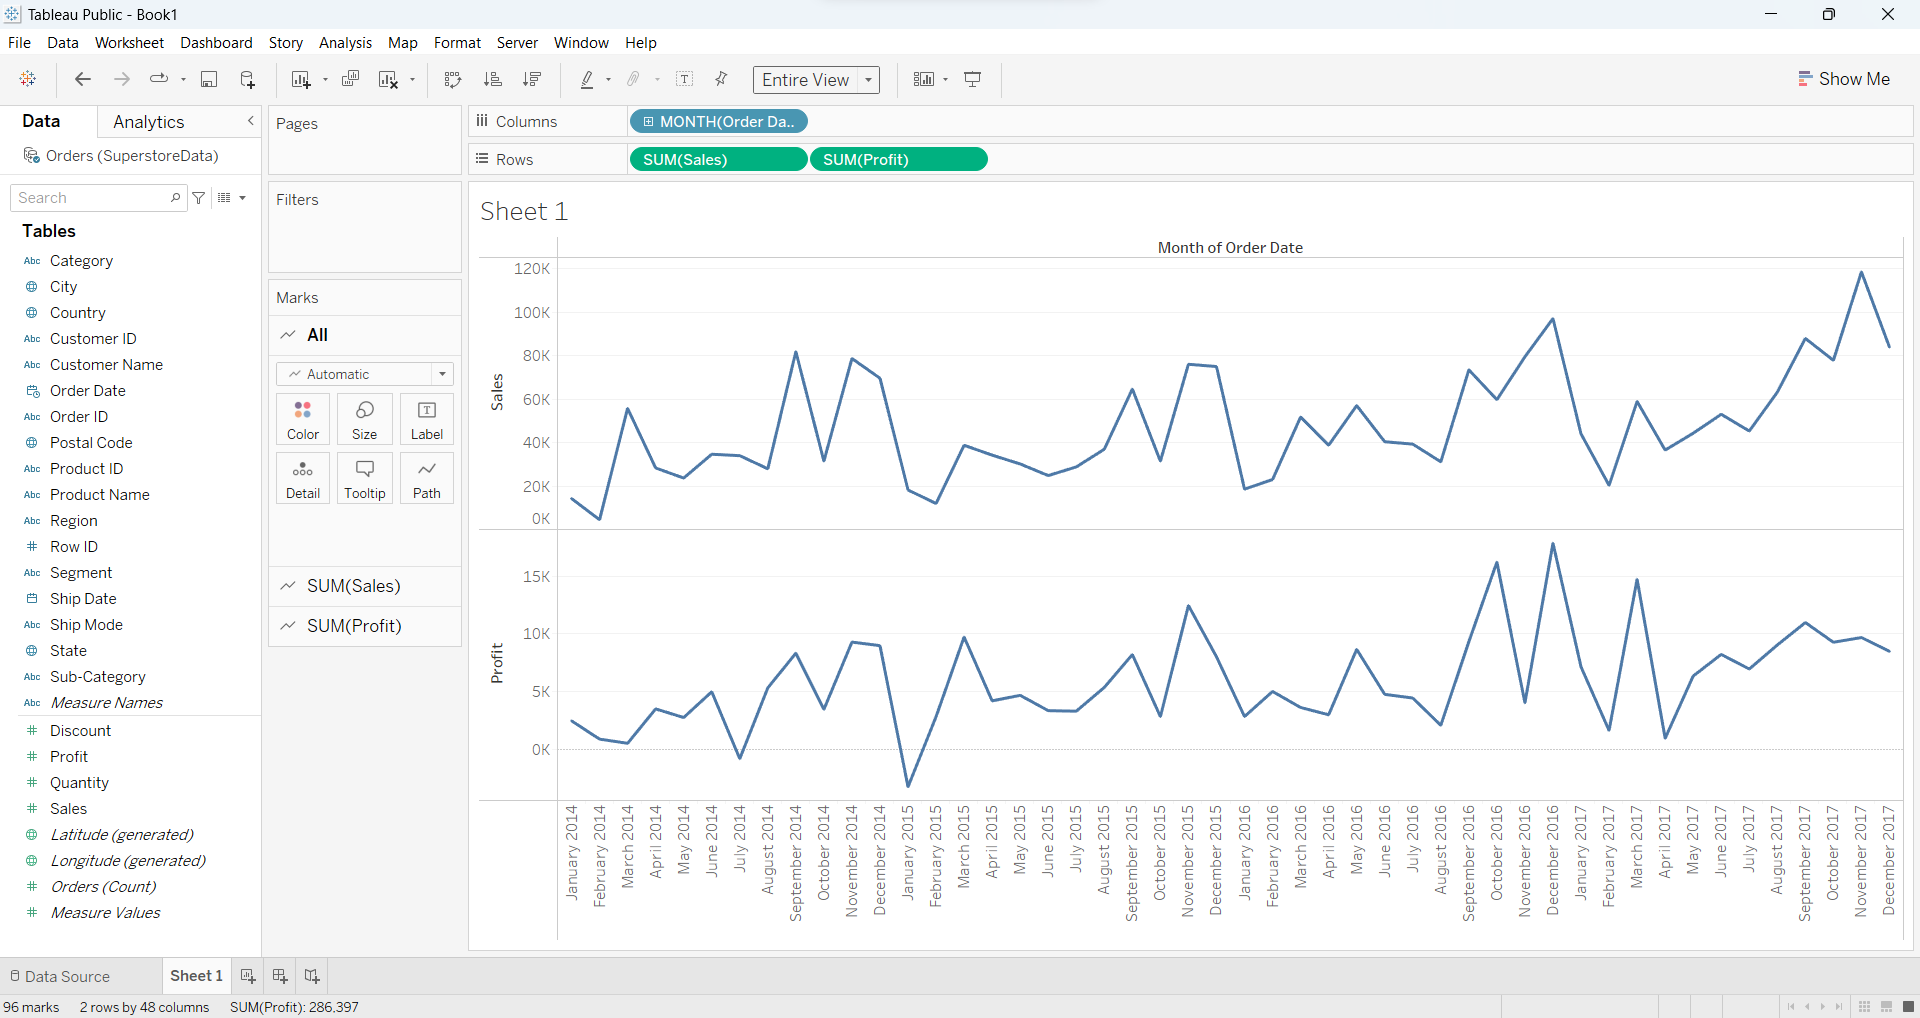 Tableau Public - Book1
File Data Worksheet Dashboard Story Analysis Map Format Server Window Help
Entire View
Show Me
Data Analytics
Orders (SuperstoreData)
Search
Tables
Abc Category
City
Country
Abc Customer ID
Abc Customer Name
Order Date
Abc Order ID
Postal Code
Abc Product ID
Abc Product Name
Abc Region
# Row ID
Abc Segment
Ship Date
Abc Ship Mode
State
Abc Sub-Category
Abc Measure Names
# Discount
# Profit
# Quantity
# Sales
Latitude (generated)
Longitude (generated)
# Orders (Count)
# Measure Values
Pages
Filters
Marks
All
Automatic
Color Size Label
Detail Tooltip Path
SUM(Sales)
SUM(Profit)
Columns MONTH(Order Da..
Rows SUM(Sales) SUM(Profit)
Sheet 1
Month of Order Date
Sales
120K
100K
80K
60K
40K
20K
0K
Profit
15K
10K
5K
0K
January 2014
February 2014
March 2014
April 2014
May 2014
June 2014
July 2014
August 2014
September 2014
October 2014
November 2014
December 2014
January 2015
February 2015
March 2015
April 2015
May 2015
June 2015
July 2015
August 2015
September 2015
October 2015
November 2015
December 2015
January 2016
February 2016
March 2016
April 2016
May 2016
June 2016
July 2016
August 2016
September 2016
October 2016
November 2016
December 2016
January 2017
February 2017
March 2017
April 2017
May 2017
June 2017
July 2017
August 2017
September 2017
October 2017
November 2017
December 2017
Data Source Sheet 1
96 marks 2 rows by 48 columns SUM(Profit): 286,397